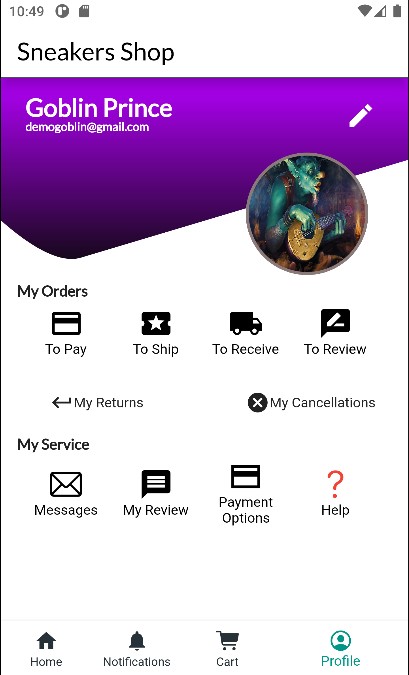 10:49
Sneakers Shop
Goblin Prince
demogoblin@gmail.com
My Orders
To Pay
To Ship
To Receive
To Review
My Returns
My Cancellations
My Service
Messages
My Review
Payment
Options
Help
Home
Notifications
Cart
Profile